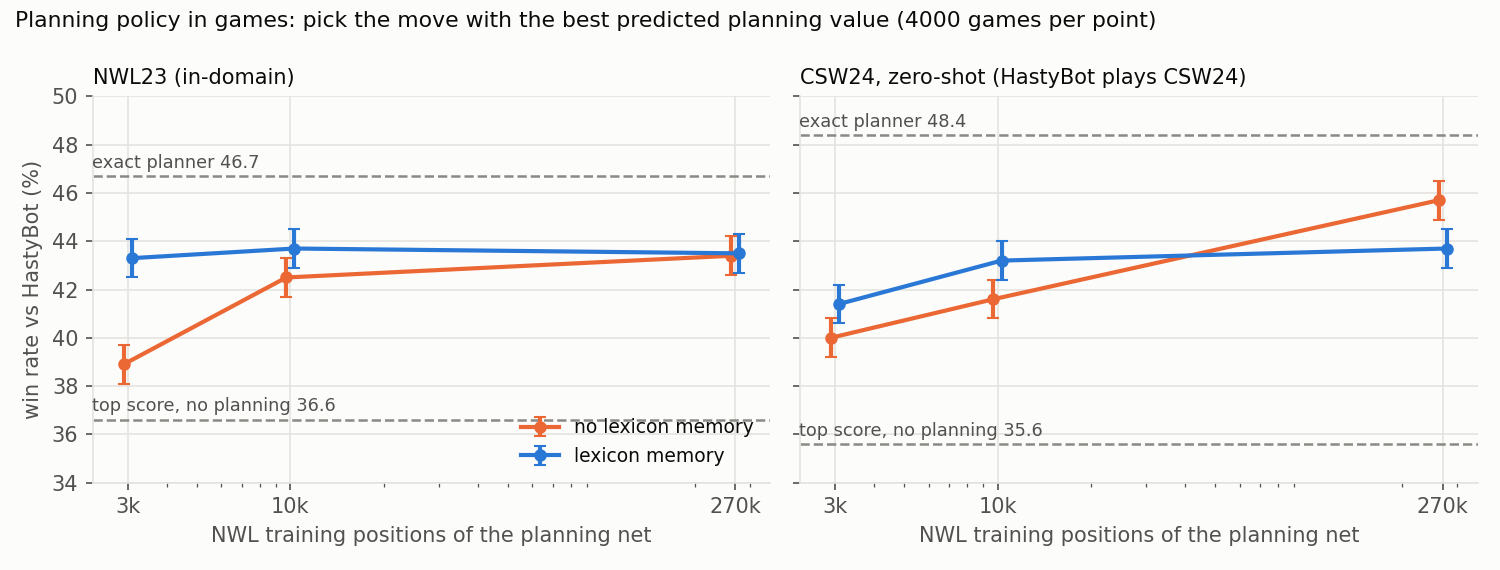 Planning policy in games: pick the move with the best predicted planning value (4000 games per point)
NWL23 (in-domain)
win rate vs HastyBot (%)
50
48
46
44
42
40
38
36
34
exact planner 46.7
top score, no planning 36.6
no lexicon memory
lexicon memory
3k
10k
270k
NWL training positions of the planning net
CSW24, zero-shot (HastyBot plays CSW24)
exact planner 48.4
top score, no planning 35.6
3k
10k
270k
NWL training positions of the planning net